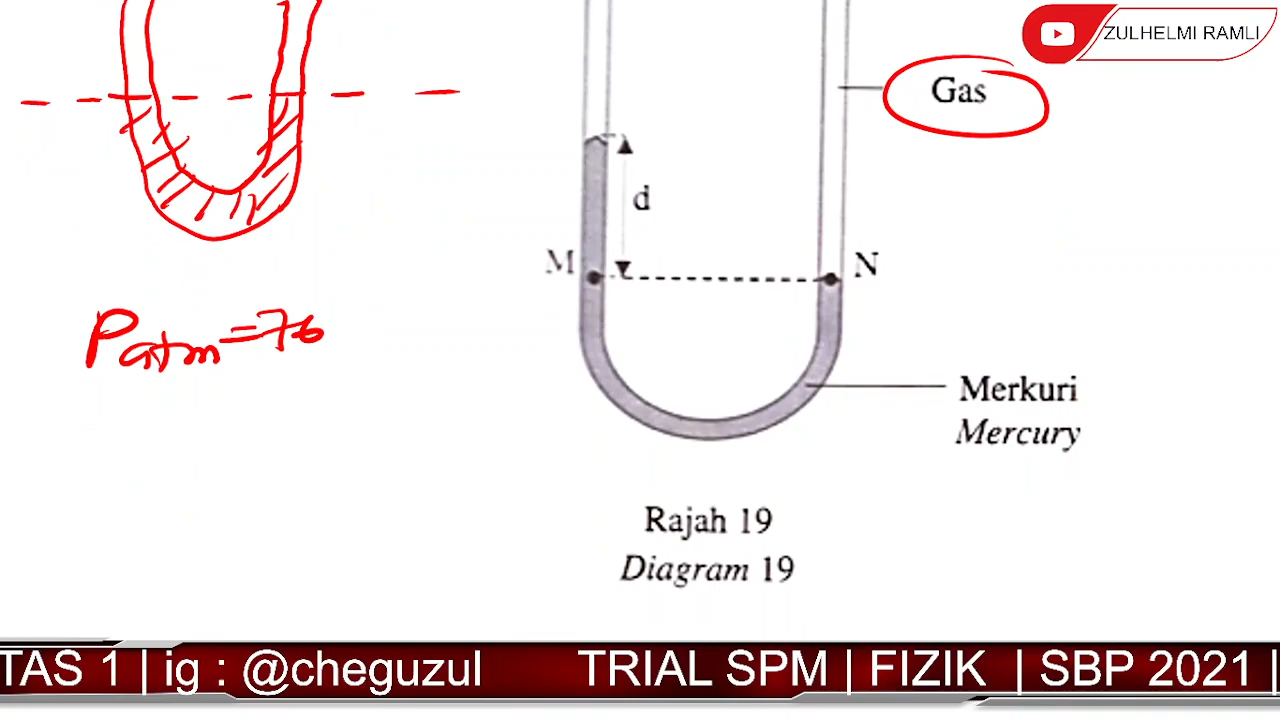 ZULHELMI RAMLI
Gas
d
M
N
Patm = 76
Merkuri
Mercury
Rajah 19
Diagram 19
TAS 1 | ig : @cheguzul TRIAL SPM | FIZIK | SBP 2021 |